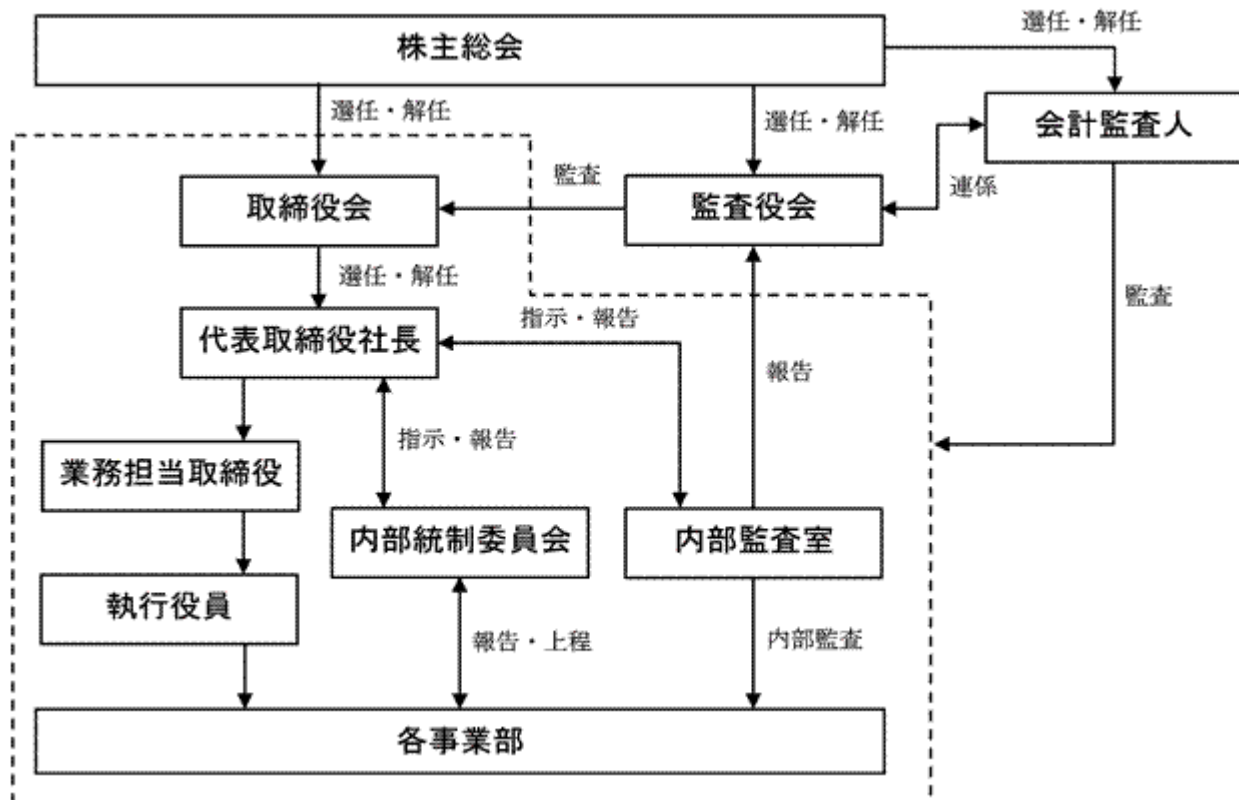 株主総会
選任・解任
選任・解任
選任・解任
会計監査人
取締役会
監査
監査役会
連係
選任・解任
監査
代表取締役社長
指示・報告
報告
指示・報告
業務担当取締役
内部統制委員会
内部監査室
執行役員
報告・上程
内部監査
各事業部